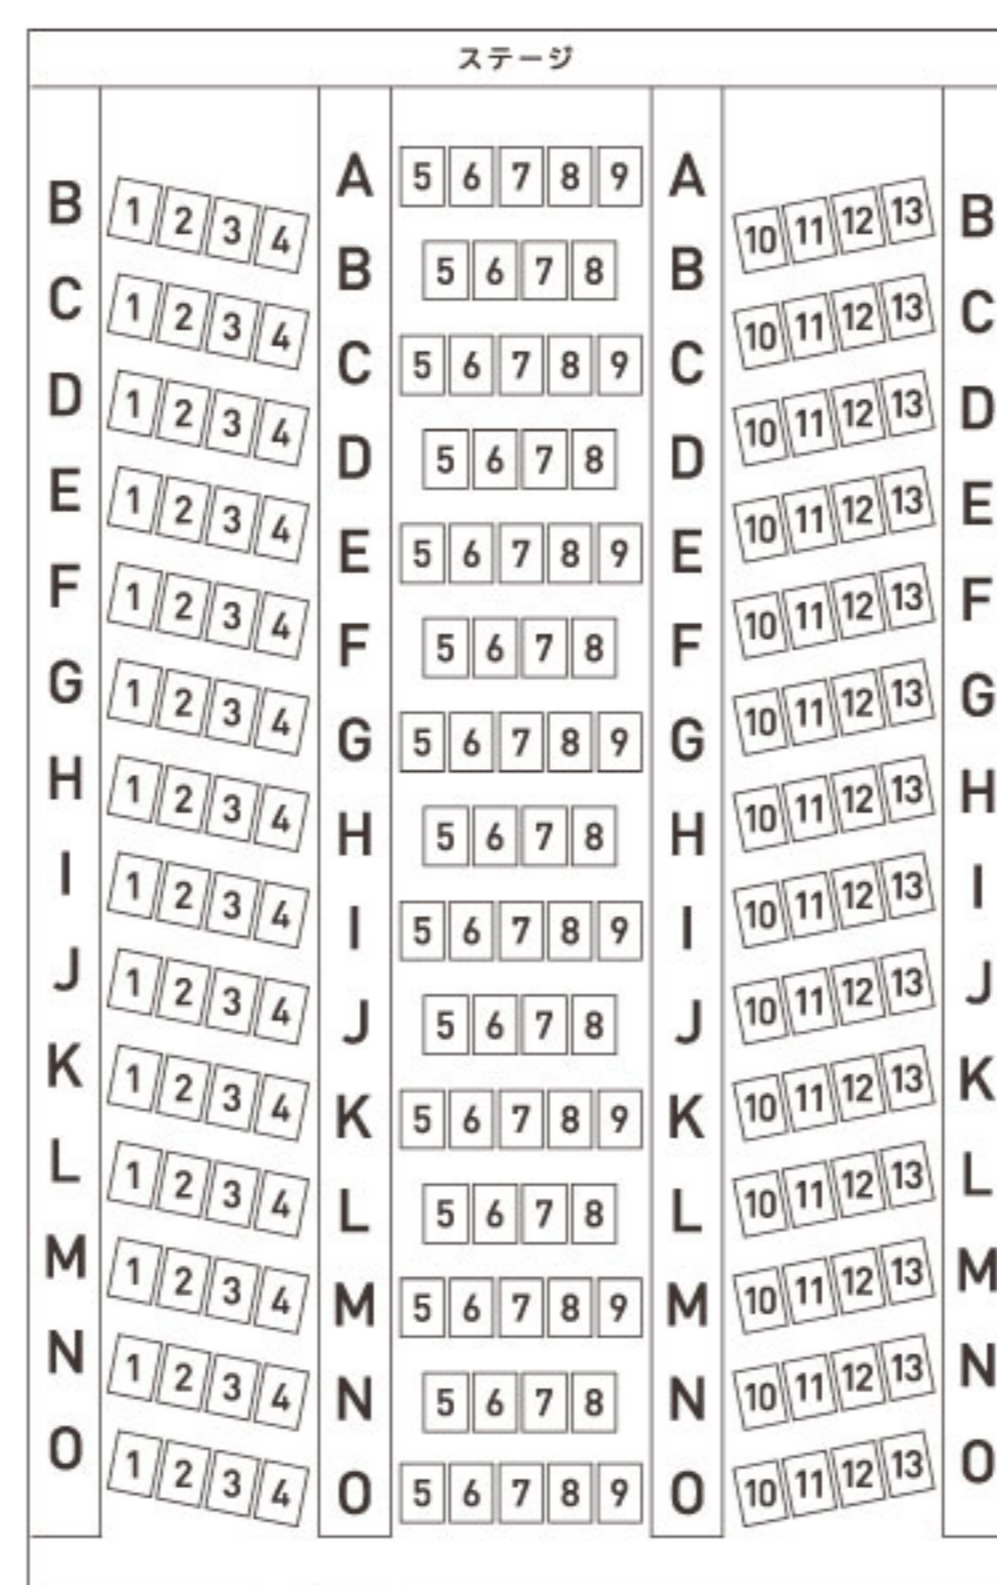 ステージ
A 5 6 7 8 9 A
B 1 2 3 4 B 5 6 7 8 B 10 11 12 13 B
C 1 2 3 4 C 5 6 7 8 9 C 10 11 12 13 C
D 1 2 3 4 D 5 6 7 8 D 10 11 12 13 D
E 1 2 3 4 E 5 6 7 8 9 E 10 11 12 13 E
F 1 2 3 4 F 5 6 7 8 F 10 11 12 13 F
G 1 2 3 4 G 5 6 7 8 9 G 10 11 12 13 G
H 1 2 3 4 H 5 6 7 8 H 10 11 12 13 H
I 1 2 3 4 I 5 6 7 8 9 I 10 11 12 13 I
J 1 2 3 4 J 5 6 7 8 J 10 11 12 13 J
K 1 2 3 4 K 5 6 7 8 9 K 10 11 12 13 K
L 1 2 3 4 L 5 6 7 8 L 10 11 12 13 L
M 1 2 3 4 M 5 6 7 8 9 M 10 11 12 13 M
N 1 2 3 4 N 5 6 7 8 N 10 11 12 13 N
O 1 2 3 4 O 5 6 7 8 9 O 10 11 12 13 O